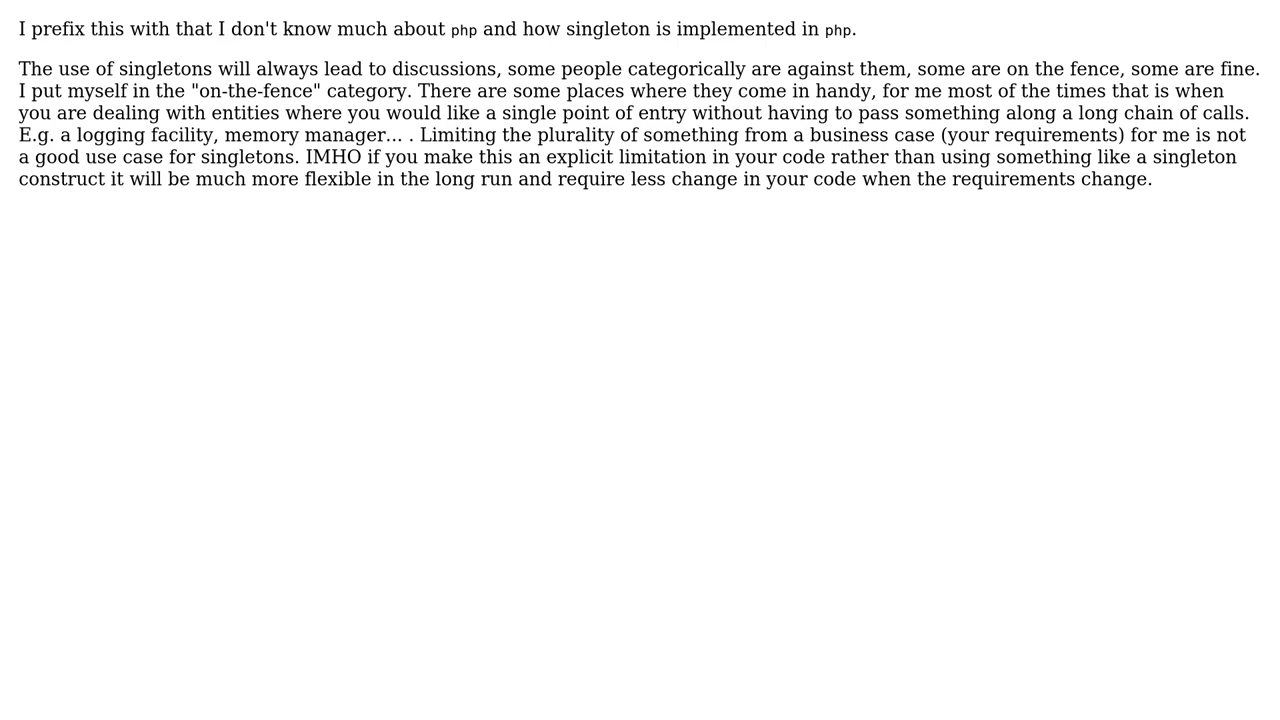 I prefix this with that I don't know much about php and how singleton is implemented in php.
The use of singletons will always lead to discussions, some people categorically are against them, some are on the fence, some are fine.
I put myself in the "on-the-fence" category. There are some places where they come in handy, for me most of the times that is when
you are dealing with entities where you would like a single point of entry without having to pass something along a long chain of calls.
E.g. a logging facility, memory manager... . Limiting the plurality of something from a business case (your requirements) for me is not
a good use case for singletons. IMHO if you make this an explicit limitation in your code rather than using something like a singleton
construct it will be much more flexible in the long run and require less change in your code when the requirements change.